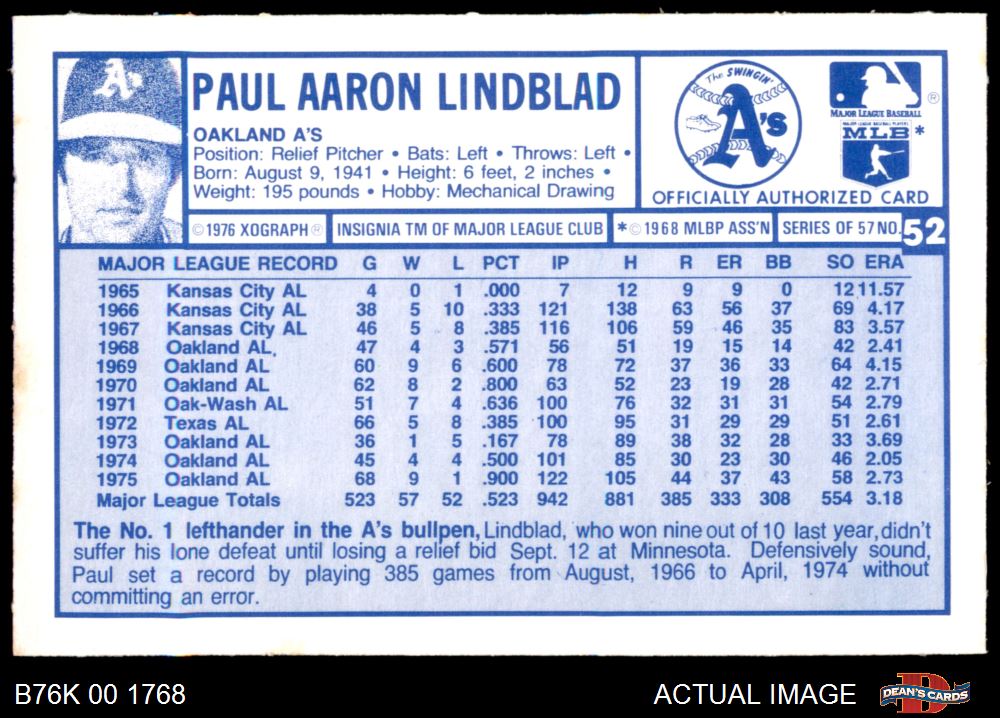 PAUL AARON LINDBLAD
OAKLAND A'S
Position: Relief Pitcher • Bats: Left • Throws: Left •
Born: August 9, 1941 • Height: 6 feet, 2 inches •
Weight: 195 pounds • Hobby: Mechanical Drawing
The SWINGIN'
A's
MAJOR LEAGUE BASEBALL ®
MAJOR LEAGUE BASEBALL PLAYERS
MLB *
OFFICIALLY AUTHORIZED CARD
© 1976 XOGRAPH ® INSIGNIA TM OF MAJOR LEAGUE CLUB * © 1968 MLBP ASS'N SERIES OF 57 NO. 52
MAJOR LEAGUE RECORD G W L PCT IP H R ER BB SO ERA
1965 Kansas City AL 4 0 1 .000 7 12 9 9 0 12 11.57
1966 Kansas City AL 38 5 10 .333 121 138 63 56 37 69 4.17
1967 Kansas City AL 46 5 8 .385 116 106 59 46 35 83 3.57
1968 Oakland AL. 47 4 3 .571 56 51 19 15 14 42 2.41
1969 Oakland AL 60 9 6 .600 78 72 37 36 33 64 4.15
1970 Oakland AL 62 8 2 .800 63 52 23 19 28 42 2.71
1971 Oak-Wash AL 51 7 4 .636 100 76 32 31 31 54 2.79
1972 Texas AL 66 5 8 .385 100 95 31 29 29 51 2.61
1973 Oakland AL 36 1 5 .167 78 89 38 32 28 33 3.69
1974 Oakland AL 45 4 4 .500 101 85 30 23 30 46 2.05
1975 Oakland AL 68 9 1 .900 122 105 44 37 43 58 2.73
Major League Totals 523 57 52 .523 942 881 385 333 308 554 3.18
The No. 1 lefthander in the A's bullpen, Lindblad, who won nine out of 10 last year, didn't
suffer his lone defeat until losing a relief bid Sept. 12 at Minnesota. Defensively sound,
Paul set a record by playing 385 games from August, 1966 to April, 1974 without
committing an error.
B76K 00 1768
ACTUAL IMAGE
DEAN'S CARDS